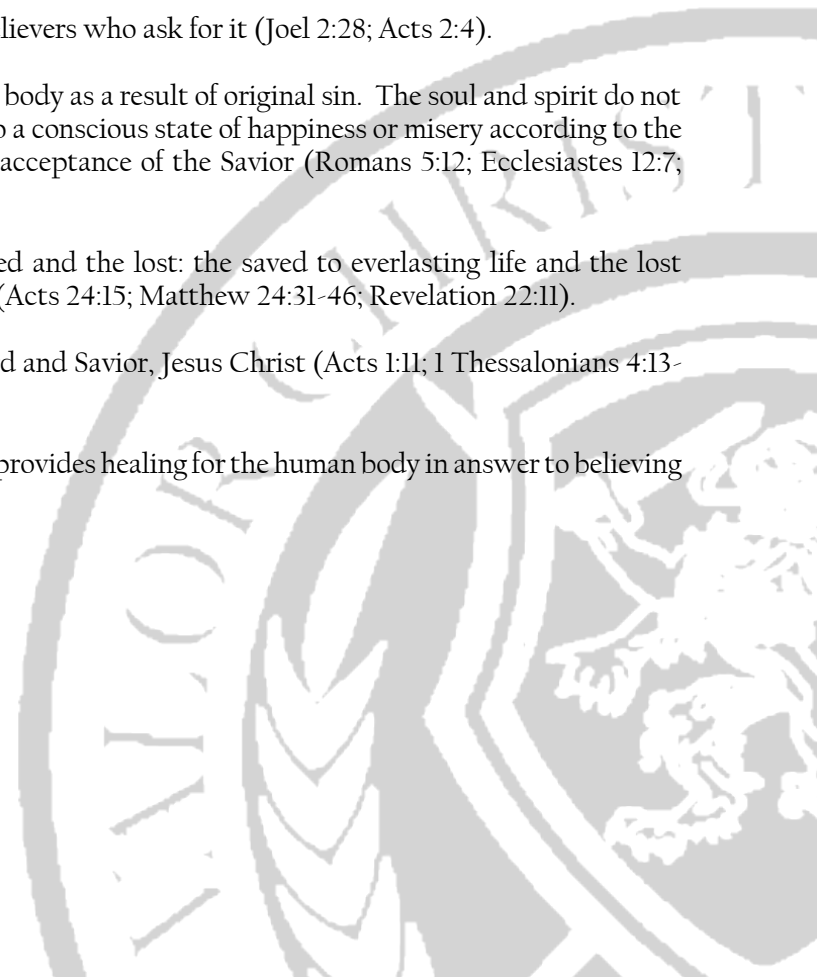 lievers who ask for it (Joel 2:28; Acts 2:4).
body as a result of original sin. The soul and spirit do not
o a conscious state of happiness or misery according to the
acceptance of the Savior (Romans 5:12; Ecclesiastes 12:7;
ed and the lost: the saved to everlasting life and the lost
(Acts 24:15; Matthew 24:31-46; Revelation 22:11).
d and Savior, Jesus Christ (Acts 1:11; 1 Thessalonians 4:13-
provides healing for the human body in answer to believing
YLOR CHRIST